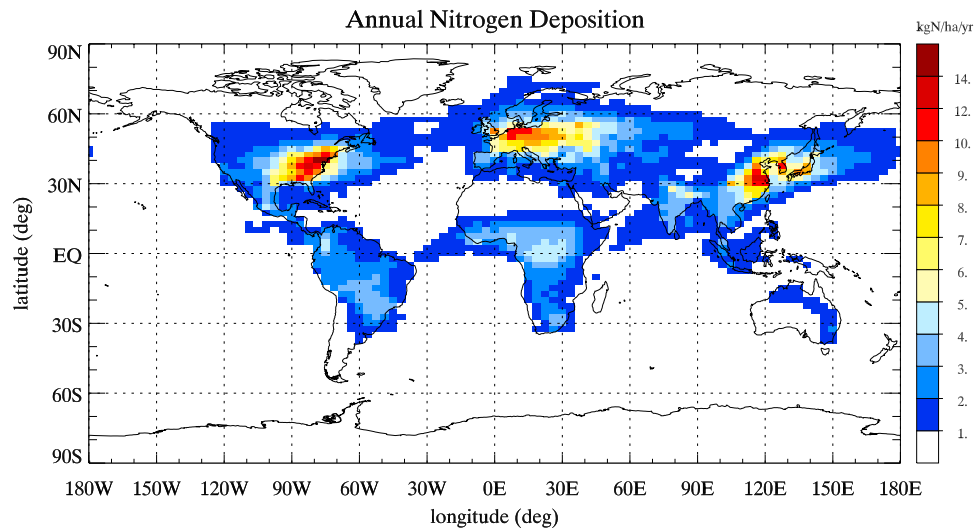 Annual Nitrogen Deposition
kgN/ha/yr
90N
60N
30N
EQ
30S
60S
90S
latitude (deg)
14.
12.
11.
10.
9.
8.
7.
6.
5.
4.
3.
2.
1.
180W 150W 120W 90W 60W 30W 0E 30E 60E 90E 120E 150E 180E
longitude (deg)